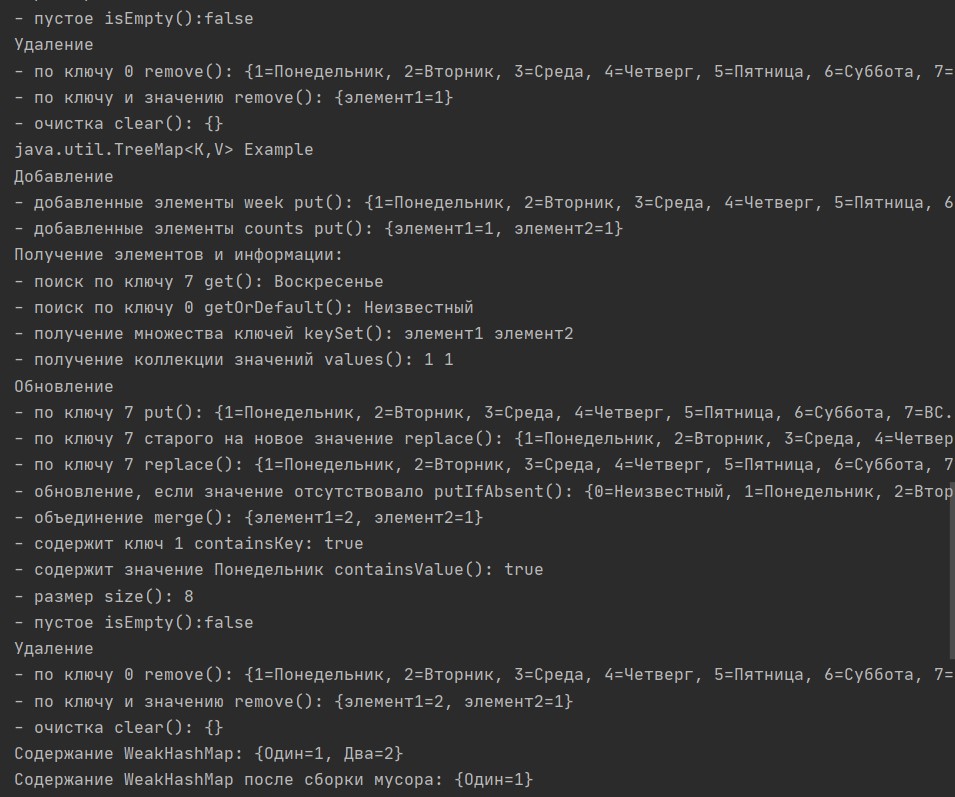 - пустое isEmpty():false
Удаление
- по ключу 0 remove(): {1=Понедельник, 2=Вторник, 3=Среда, 4=Четверг, 5=Пятница, 6=Суббота, 7=
- по ключу и значению remove(): {элемент1=1}
- очистка clear(): {}
java.util.TreeMap<K,V> Example
Добавление
- добавленные элементы week put(): {1=Понедельник, 2=Вторник, 3=Среда, 4=Четверг, 5=Пятница, 6
- добавленные элементы counts put(): {элемент1=1, элемент2=1}
Получение элементов и информации:
- поиск по ключу 7 get(): Воскресенье
- поиск по ключу 0 getOrDefault(): Неизвестный
- получение множества ключей keySet(): элемент1 элемент2
- получение коллекции значений values(): 1 1
Обновление
- по ключу 7 put(): {1=Понедельник, 2=Вторник, 3=Среда, 4=Четверг, 5=Пятница, 6=Суббота, 7=ВС.
- по ключу 7 старого на новое значение replace(): {1=Понедельник, 2=Вторник, 3=Среда, 4=Четвер
- по ключу 7 replace(): {1=Понедельник, 2=Вторник, 3=Среда, 4=Четверг, 5=Пятница, 6=Суббота, 7
- обновление, если значение отсутствовало putIfAbsent(): {0=Неизвестный, 1=Понедельник, 2=Втор
- объединение merge(): {элемент1=2, элемент2=1}
- содержит ключ 1 containsKey: true
- содержит значение Понедельник containsValue(): true
- размер size(): 8
- пустое isEmpty():false
Удаление
- по ключу 0 remove(): {1=Понедельник, 2=Вторник, 3=Среда, 4=Четверг, 5=Пятница, 6=Суббота, 7=
- по ключу и значению remove(): {элемент1=2, элемент2=1}
- очистка clear(): {}
Содержание WeakHashMap: {Один=1, Два=2}
Содержание WeakHashMap после сборки мусора: {Один=1}